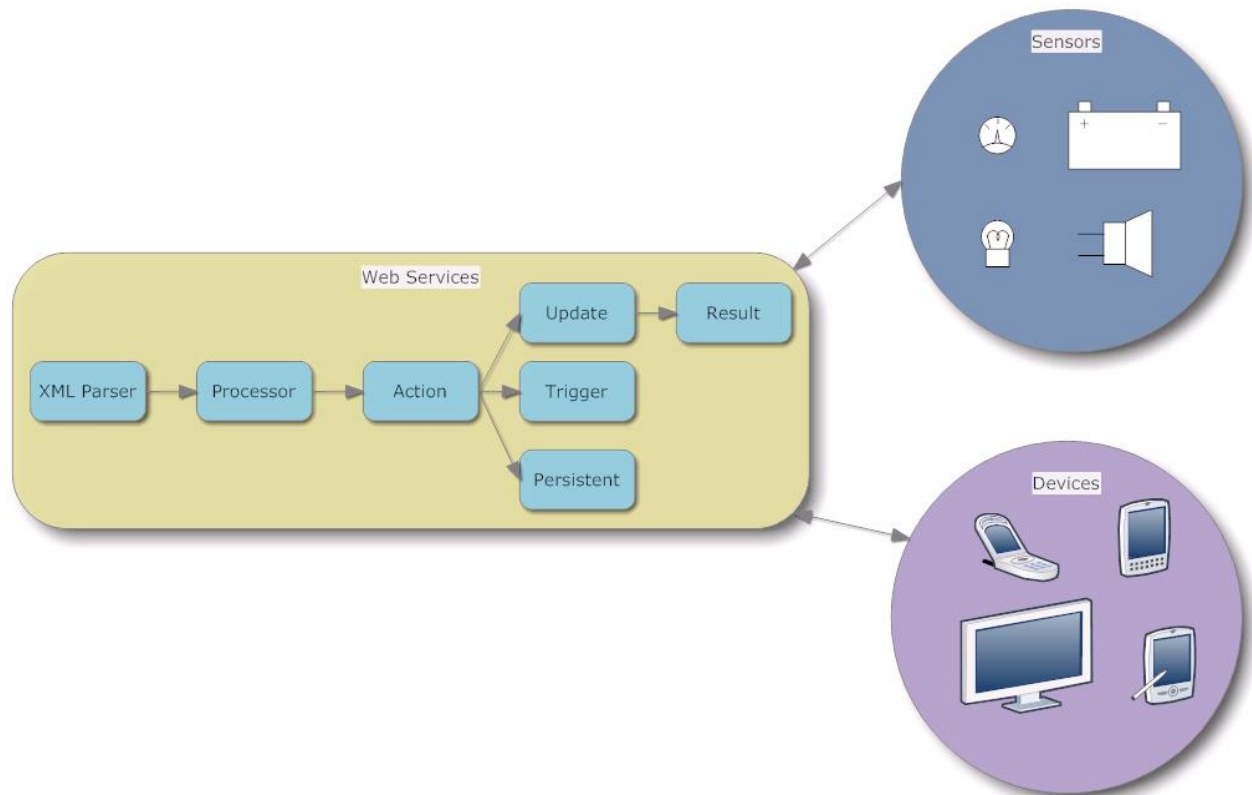 Sensors
+ −
Web Services
Update
Result
XML Parser
Processor
Action
Trigger
Persistent
Devices